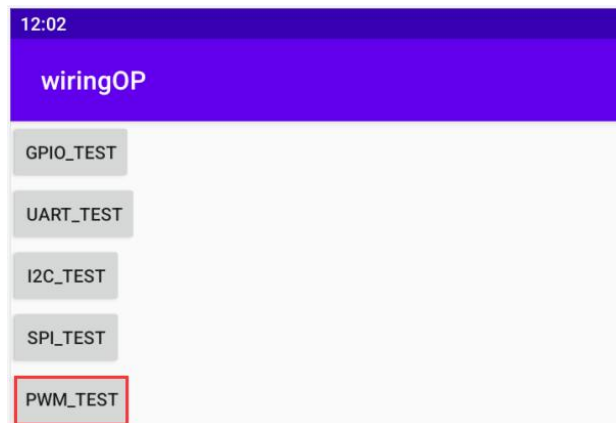 12:02
wiringOP
GPIO_TEST
UART_TEST
I2C_TEST
SPI_TEST
PWM_TEST